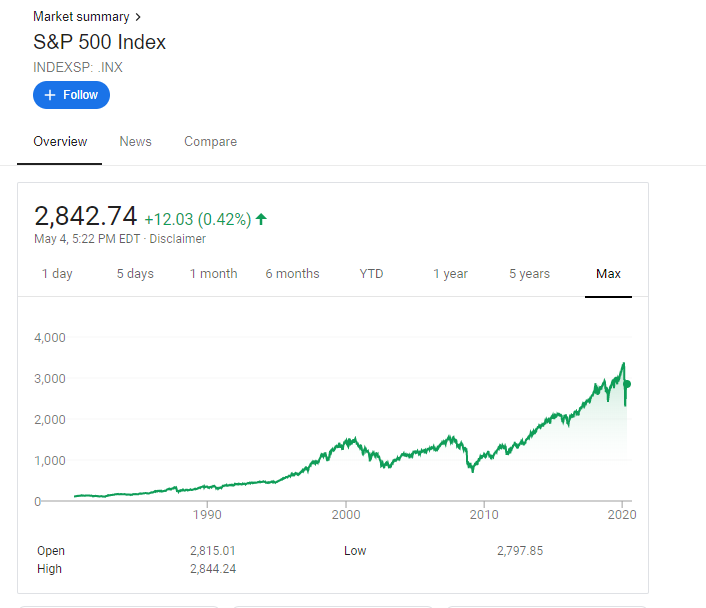 Market summary >
S&P 500 Index
INDEXSP: .INX
+ Follow
Overview News Compare
2,842.74 +12.03 (0.42%) ↑
May 4, 5:22 PM EDT · Disclaimer
1 day 5 days 1 month 6 months YTD 1 year 5 years Max
4,000
3,000
2,000
1,000
0
1990 2000 2010 2020
Open 2,815.01 Low 2,797.85
High 2,844.24